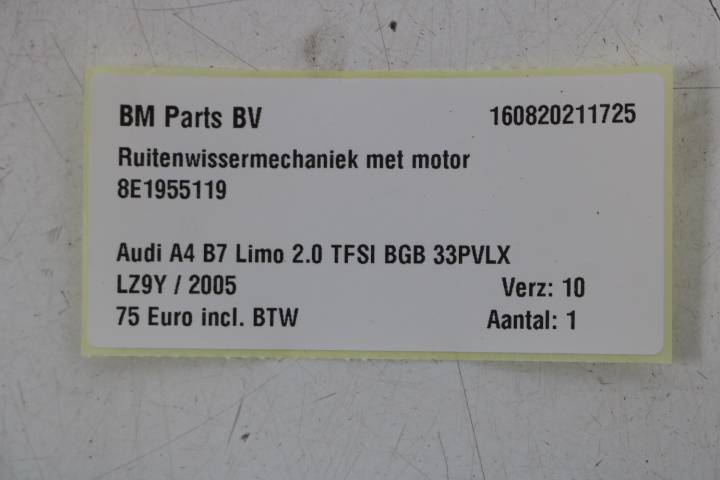 BM Parts BV 160820211725
Ruitenwissermechaniek met motor
8E1955119
Audi A4 B7 Limo 2.0 TFSI BGB 33PVLX
LZ9Y / 2005 Verz: 10
75 Euro incl. BTW Aantal: 1